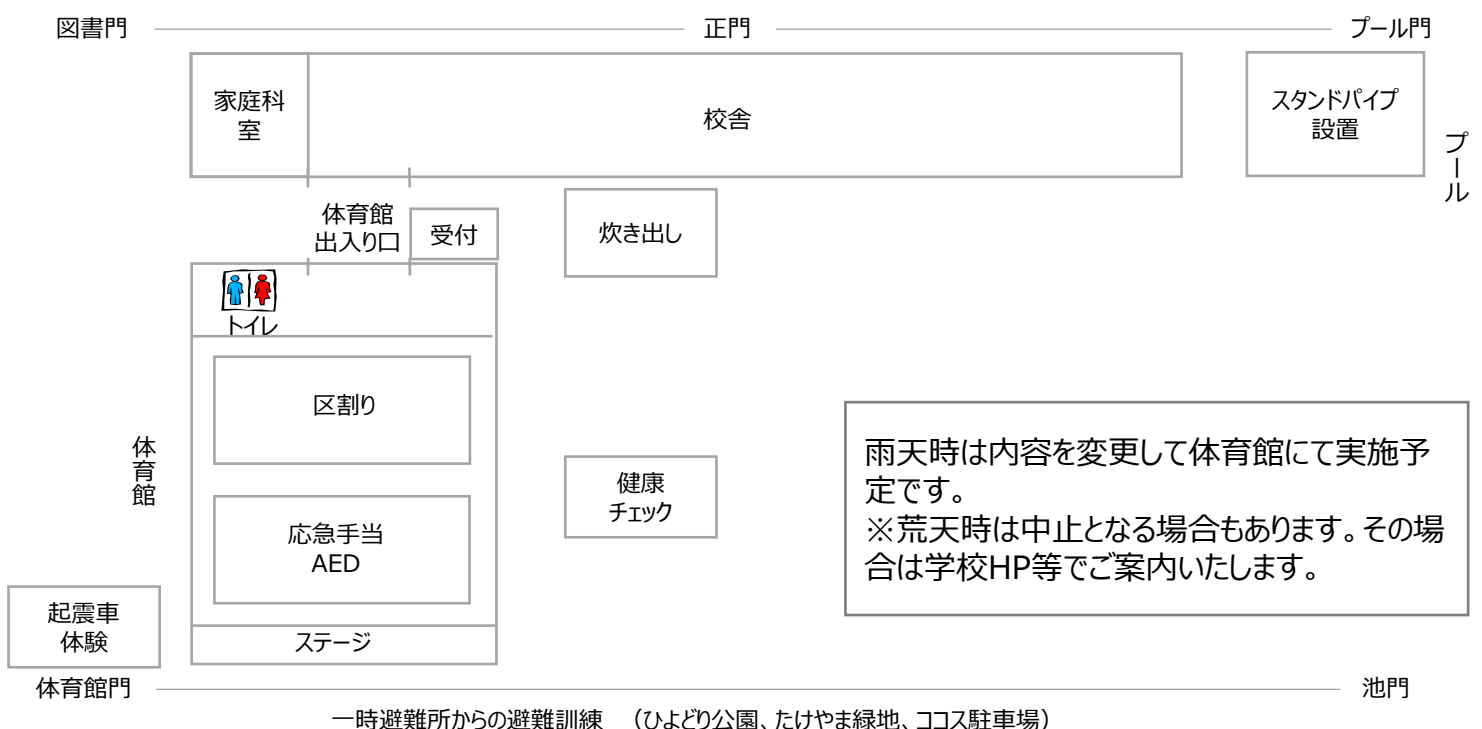 図書門
正門
プール門
家庭科
室
校舎
スタンドパイプ
設置
プール
体育館
出入り口
受付
炊き出し
トイレ
区割り
体育館
健康
チェック
応急手当
AED
雨天時は内容を変更して体育館にて実施予
定です。
※荒天時は中止となる場合もあります。その場
合は学校HP等でご案内いたします。
起震車
体験
ステージ
体育館門
池門
一時避難所からの避難訓練　（ひよどり公園、たけやま緑地、ココス駐車場）